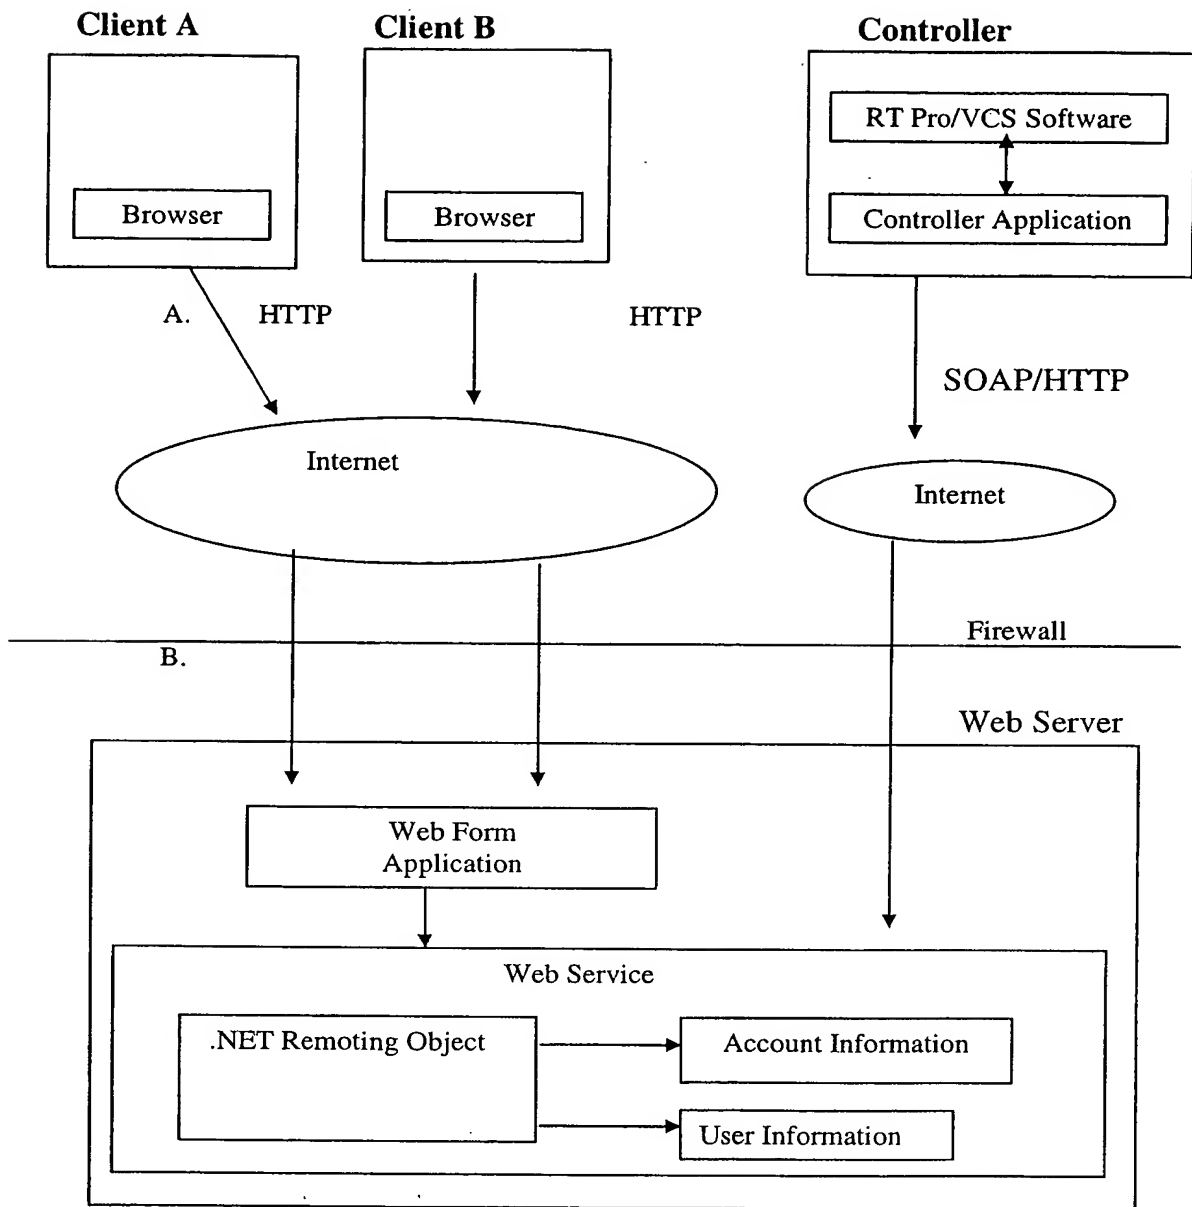 Client A
Client B
Controller
RT Pro/VCS Software
Browser
Browser
Controller Application
A.
HTTP
HTTP
SOAP/HTTP
Internet
Internet
Firewall
B.
Web Server
Web Form
Application
Web Service
.NET Remoting Object
Account Information
User Information